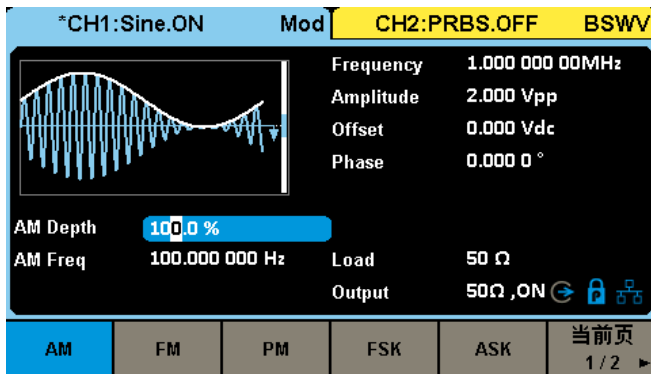 *CH1:Sine.ON Mod CH2:PRBS.OFF BSWV
Frequency 1.000 000 00MHz
Amplitude 2.000 Vpp
Offset 0.000 Vdc
Phase 0.000 0 °
AM Depth 100.0 %
AM Freq 100.000 000 Hz Load 50 Ω
Output 50Ω ,ON
AM FM PM FSK ASK 当前页
1/2 ►